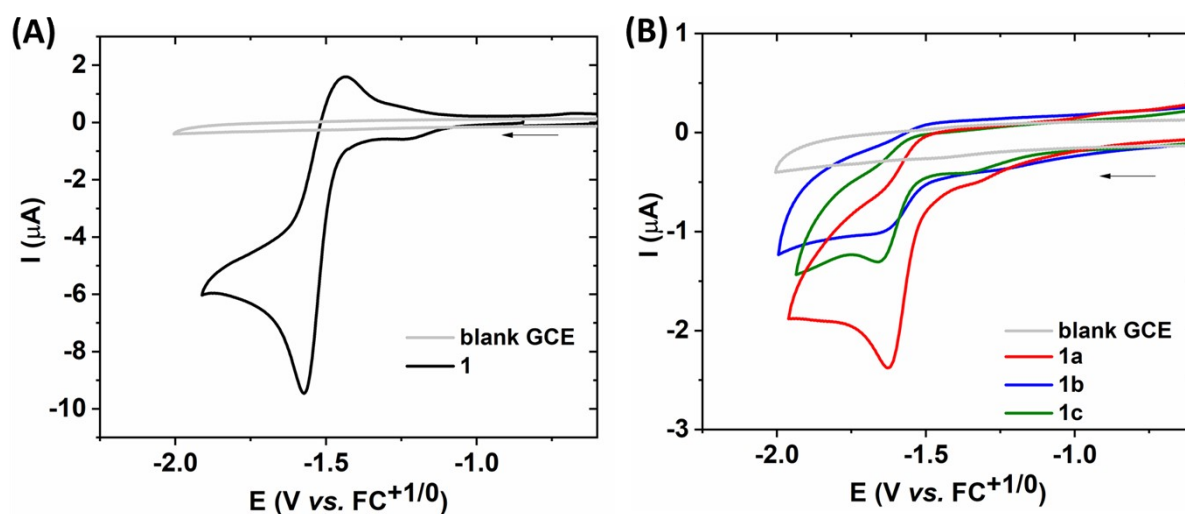 (A)
2
0
-2
-4
-6
-8
-10
I (μA)
blank GCE
1
-2.0
-1.5
-1.0
E (V vs. FC+1/0)
(B)
1
0
-1
-2
-3
I (μA)
blank GCE
1a
1b
1c
-2.0
-1.5
-1.0
E (V vs. FC+1/0)